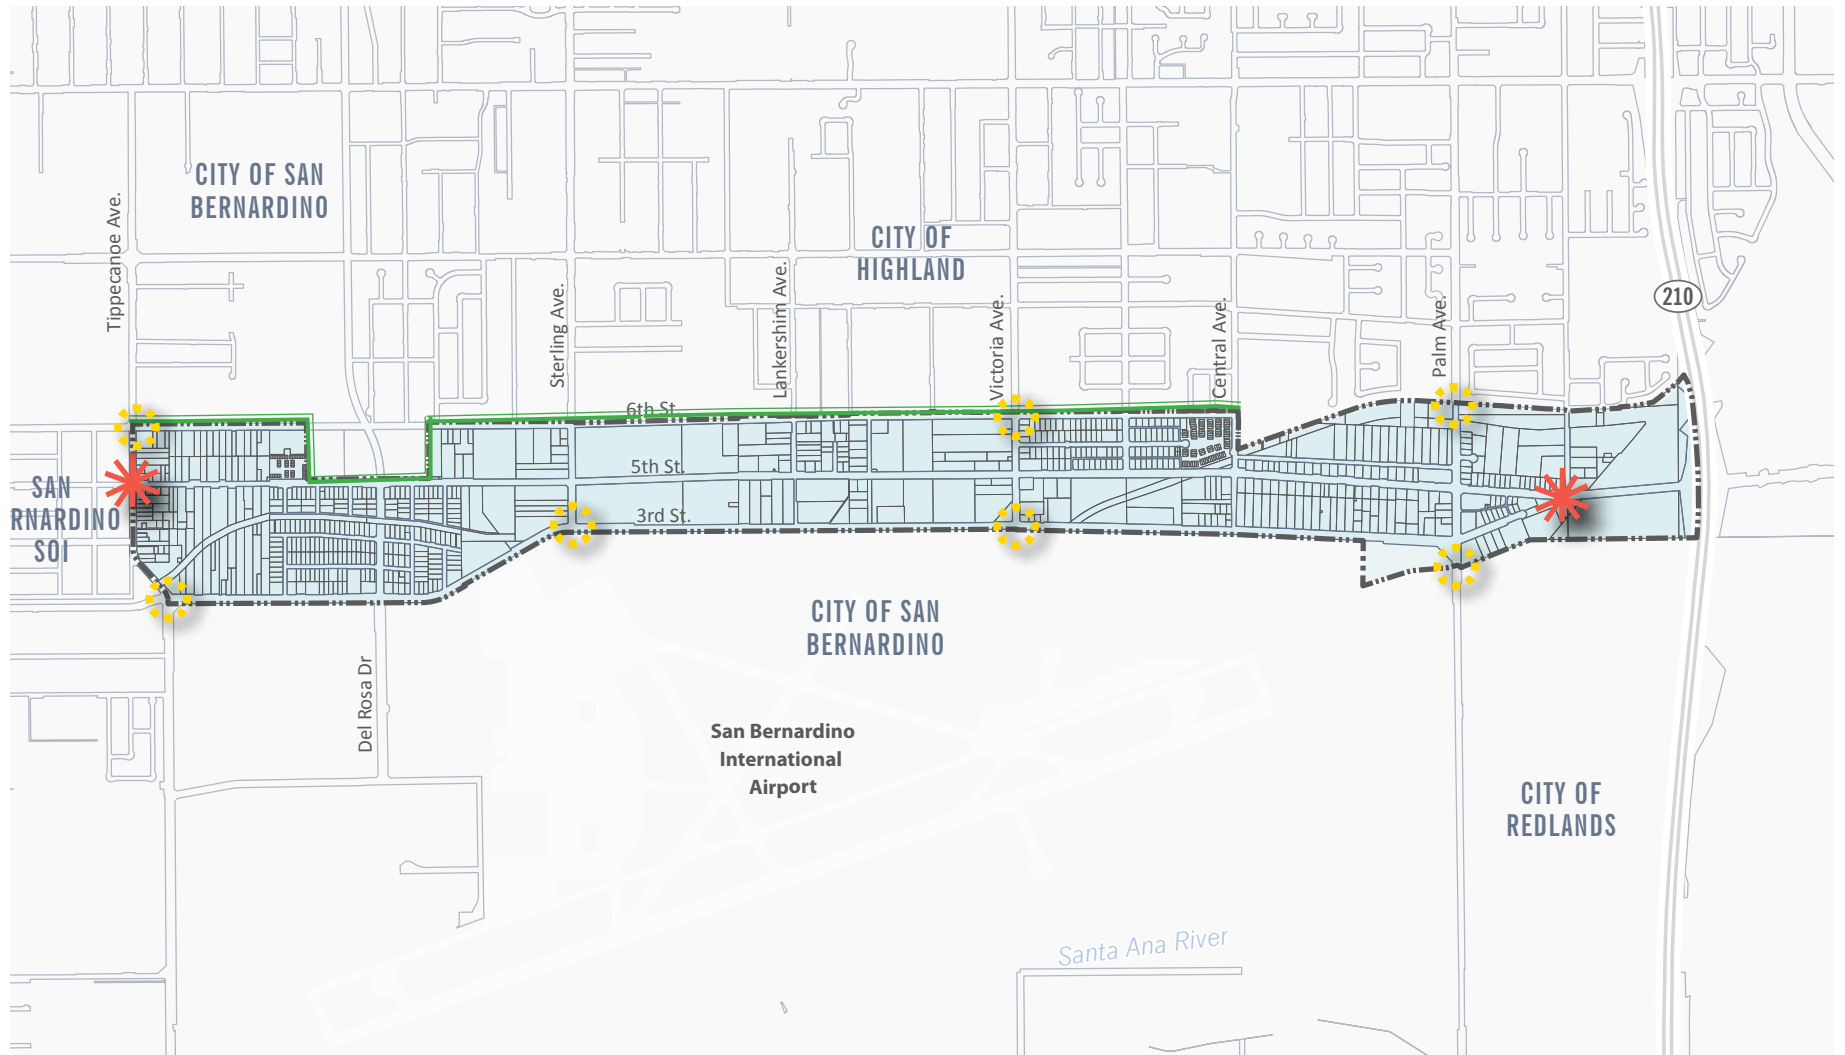 CITY OF SAN
BERNARDINO
Tippecanoe Ave.
CITY OF
HIGHLAND
Sterling Ave.
Lankershim Ave.
Victoria Ave.
Central Ave.
Palm Ave.
210
6th St.
5th St.
3rd St.
SAN
RNARDINO
SOI
CITY OF SAN
BERNARDINO
Del Rosa Dr
San Bernardino
International
Airport
CITY OF
REDLANDS
Santa Ana River